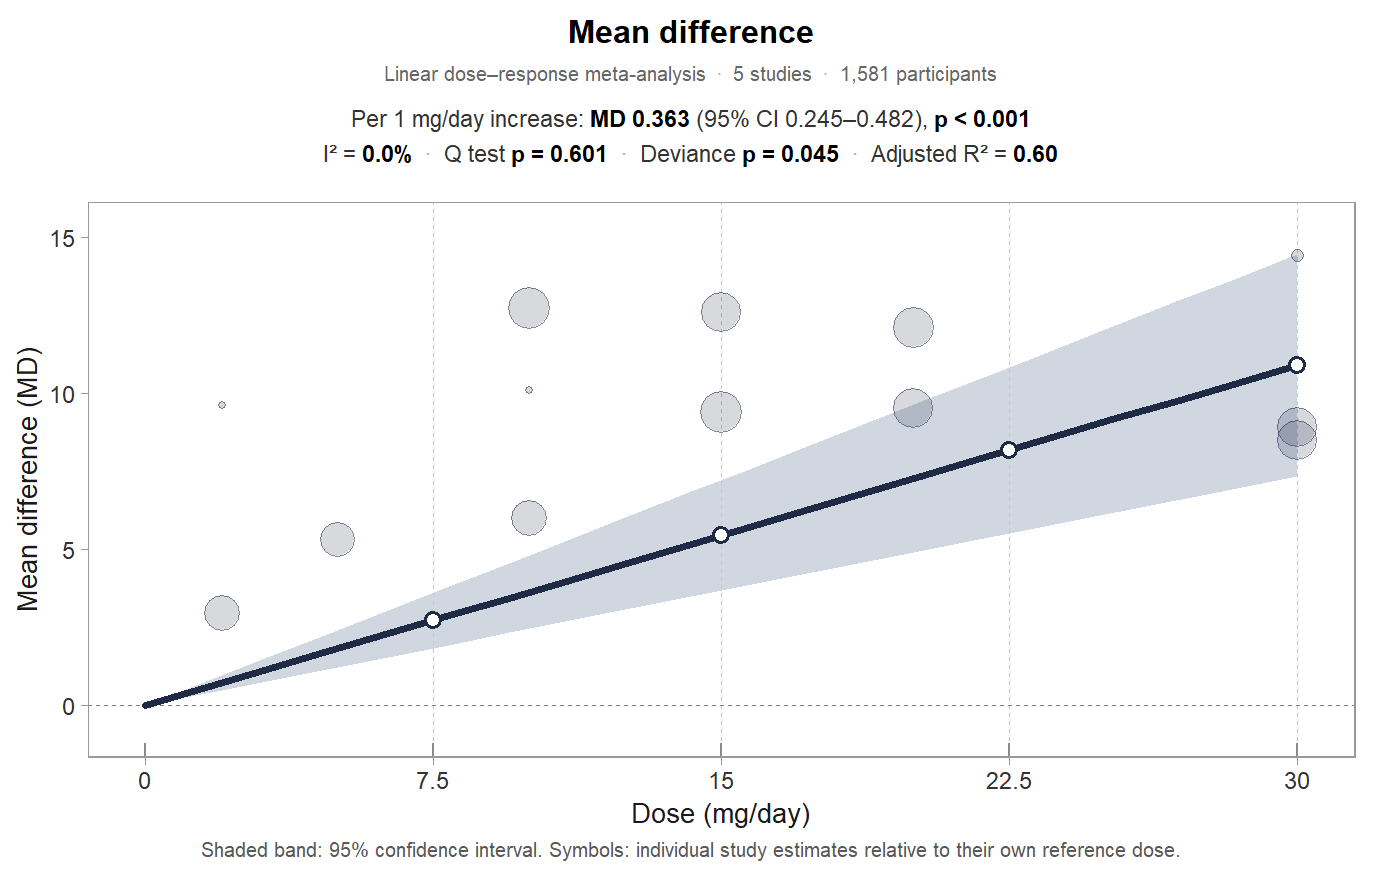 Mean difference
Linear dose–response meta-analysis · 5 studies · 1,581 participants
Per 1 mg/day increase: MD 0.363 (95% CI 0.245–0.482), p < 0.001
I² = 0.0% · Q test p = 0.601 · Deviance p = 0.045 · Adjusted R² = 0.60
Mean difference (MD)
15
10
5
0
0 7.5 15 22.5 30
Dose (mg/day)
Shaded band: 95% confidence interval. Symbols: individual study estimates relative to their own reference dose.